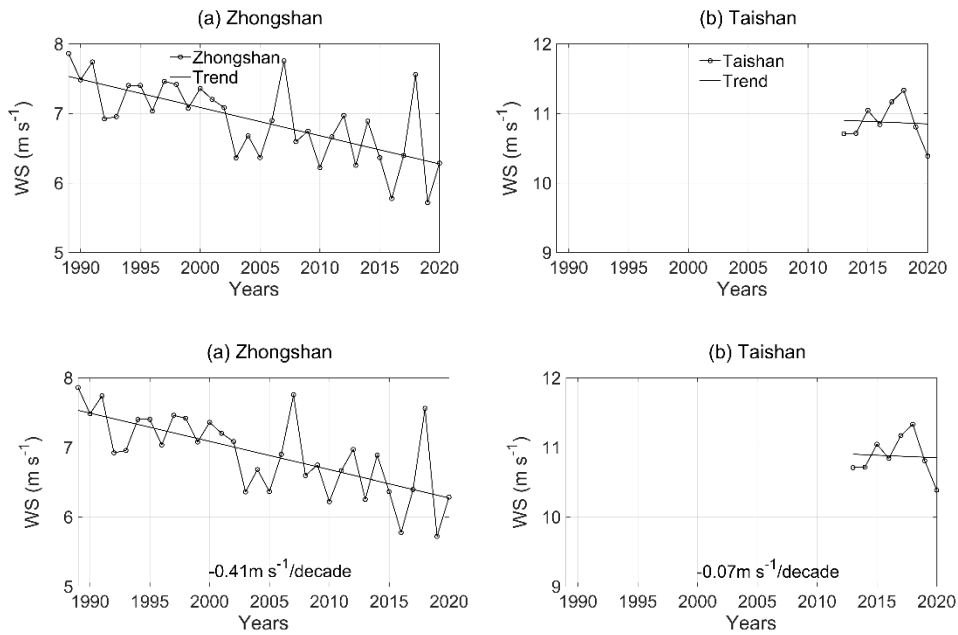 (a) Zhongshan
8
7
6
5
WS (m s⁻¹)
Zhongshan
Trend
1990 1995 2000 2005 2010 2015 2020
Years
(b) Taishan
12
11
10
9
WS (m s⁻¹)
Taishan
Trend
1990 1995 2000 2005 2010 2015 2020
Years
(a) Zhongshan
8
7
6
5
WS (m s⁻¹)
-0.41m s⁻¹/decade
1990 1995 2000 2005 2010 2015 2020
Years
(b) Taishan
12
11
10
9
WS (m s⁻¹)
-0.07m s⁻¹/decade
1990 1995 2000 2005 2010 2015 2020
Years